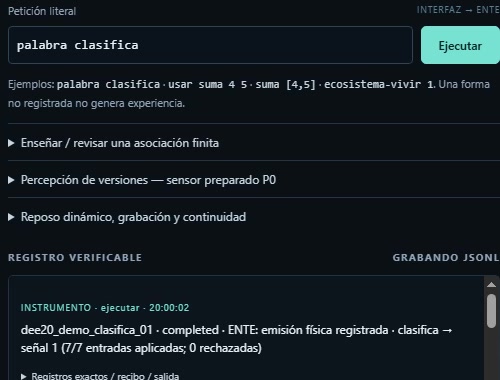 Petición literal
INTERFAZ → ENTE
palabra clasifica
Ejecutar
Ejemplos: palabra clasifica · usar suma 4 5 · suma [4,5] · ecosistema-vivir 1. Una forma
no registrada no genera experiencia.
▶ Enseñar / revisar una asociación finita
▶ Percepción de versiones — sensor preparado P0
▶ Reposo dinámico, grabación y continuidad
REGISTRO VERIFICABLE
GRABANDO JSONL
INSTRUMENTO · ejecutar · 20:00:02
dee20_demo_clasifica_01 · completed · ENTE: emisión física registrada · clasifica →
señal 1 (7/7 entradas aplicadas; 0 rechazadas)
▶ Registros exactos / recibo / salida